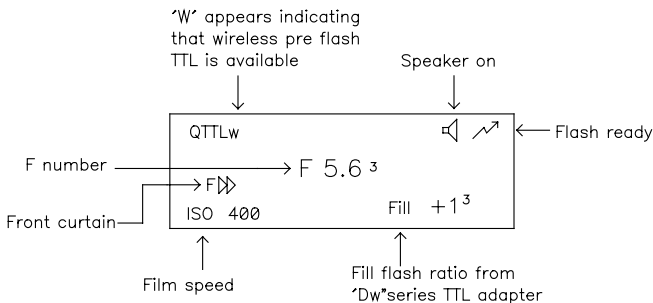 'W' appears indicating
that wireless pre flash
TTL is available
Speaker on
QTTLw
Flash ready
F number
F 5.6 3
F
Front curtain
ISO 400
Fill +1 3
Film speed
Fill flash ratio from
'Dw"series TTL adapter